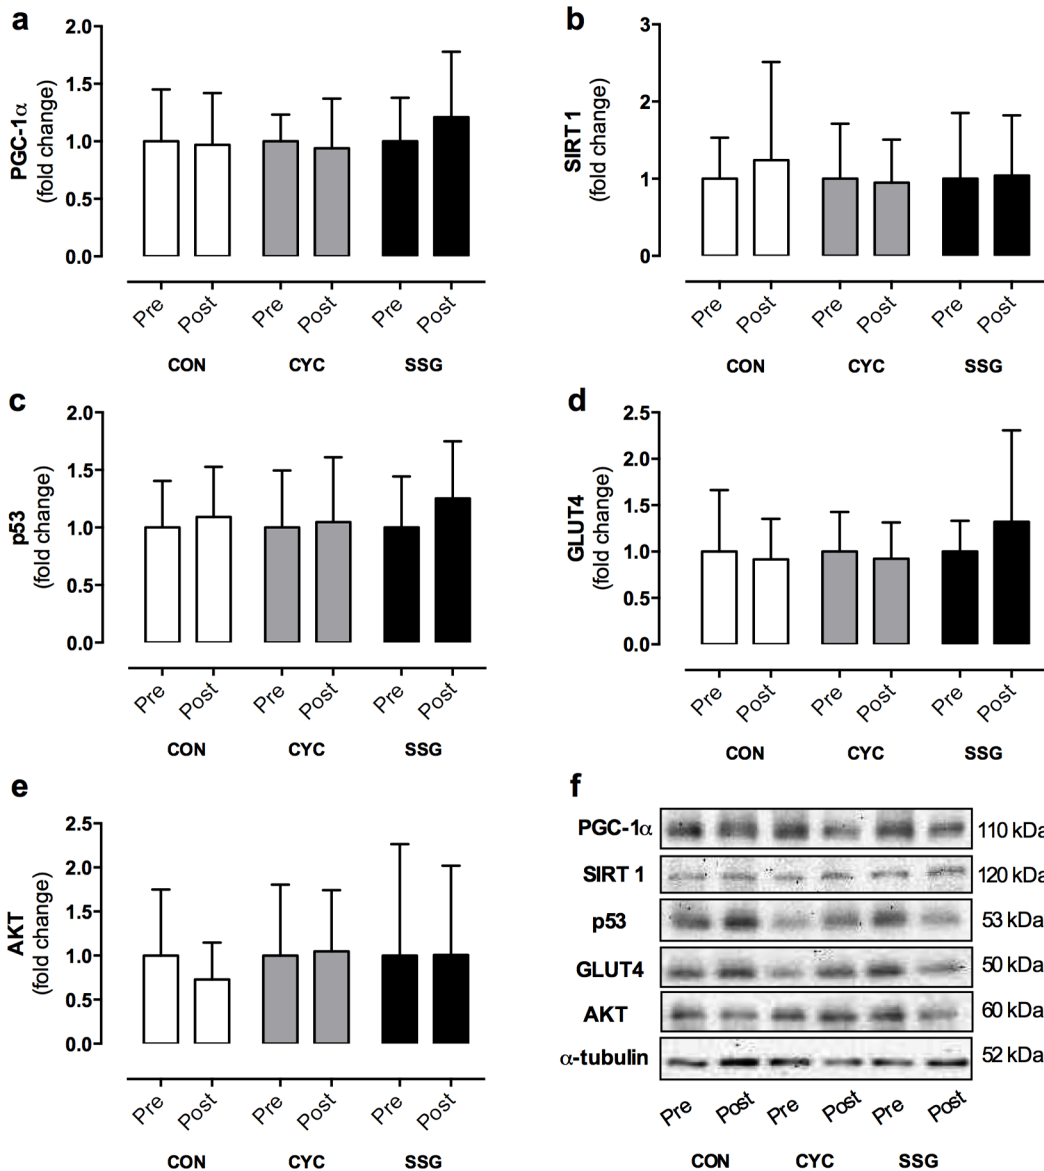 a
PGC-1α
(fold change)
2.0
1.5
1.0
0.5
0.0
Pre Post Pre Post Pre Post
CON CYC SSG
b
SIRT 1
(fold change)
3
2
1
0
Pre Post Pre Post Pre Post
CON CYC SSG
c
p53
(fold change)
2.0
1.5
1.0
0.5
0.0
Pre Post Pre Post Pre Post
CON CYC SSG
d
GLUT4
(fold change)
2.5
2.0
1.5
1.0
0.5
0.0
Pre Post Pre Post Pre Post
CON CYC SSG
e
AKT
(fold change)
2.5
2.0
1.5
1.0
0.5
0.0
Pre Post Pre Post Pre Post
CON CYC SSG
f
PGC-1α 110 kDa
SIRT 1 120 kDa
p53 53 kDa
GLUT4 50 kDa
AKT 60 kDa
α-tubulin 52 kDa
Pre Post Pre Post Pre Post
CON CYC SSG